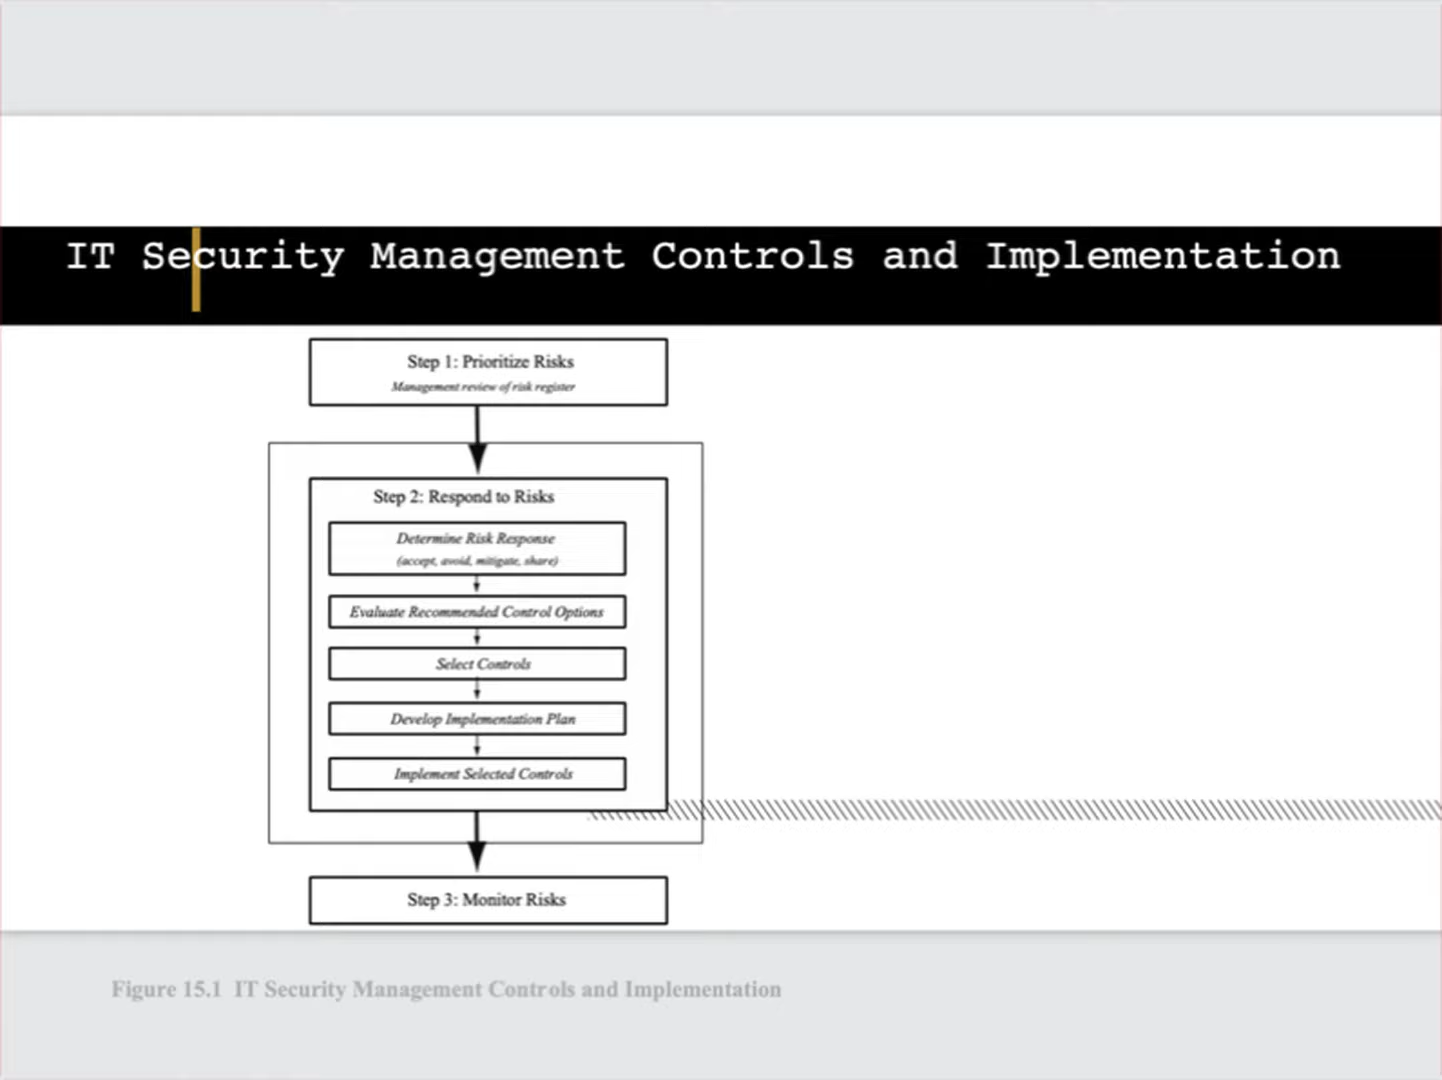 IT Security Management Controls and Implementation
Step 1: Prioritize Risks
Management review of risk register
Step 2: Respond to Risks
Determine Risk Response
(accept, avoid, mitigate, share)
Evaluate Recommended Control Options
Select Controls
Develop Implementation Plan
Implement Selected Controls
Step 3: Monitor Risks
Figure 15.1 IT Security Management Controls and Implementation